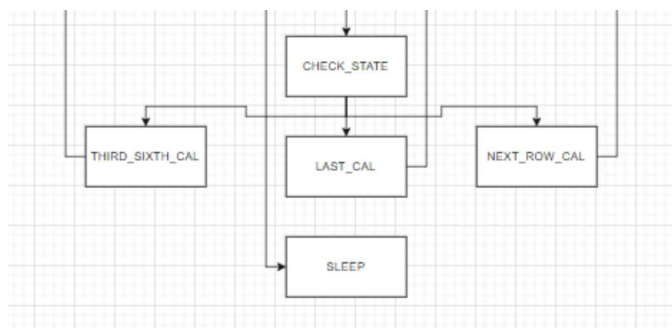 CHECK_STATE
THIRD_SIXTH_CAL
LAST_CAL
NEXT_ROW_CAL
SLEEP